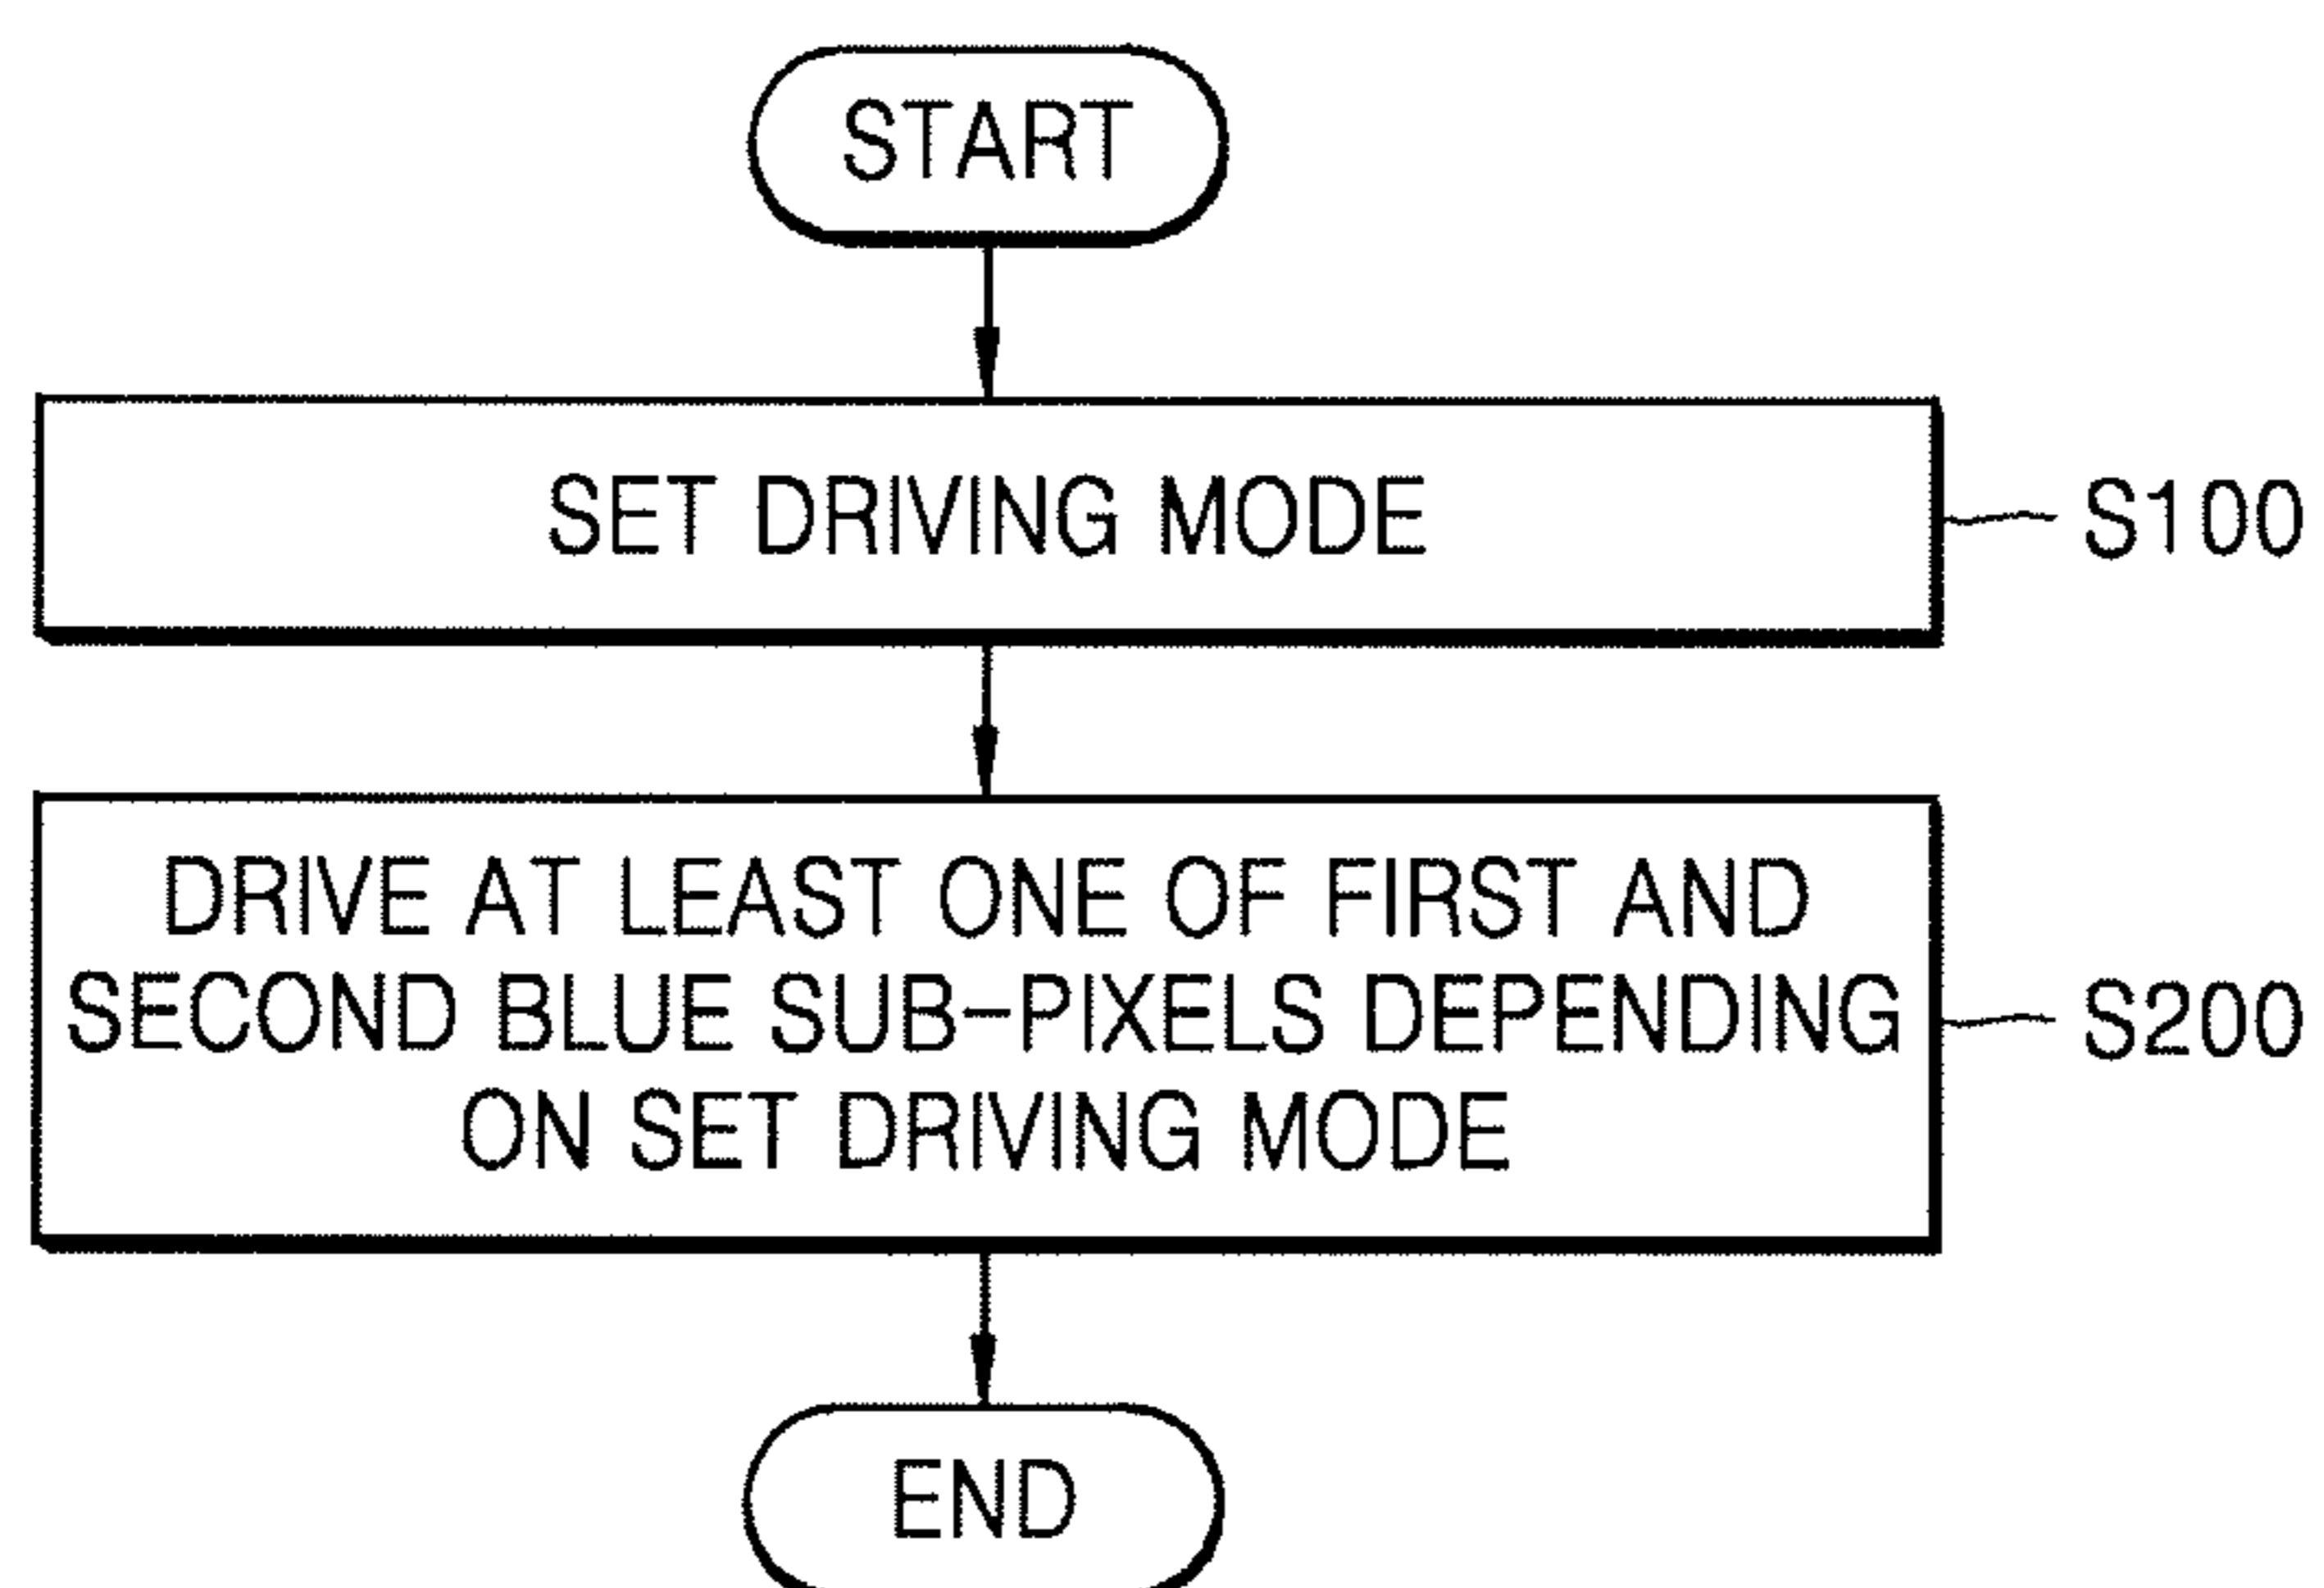 START
SET DRIVING MODE
S100
DRIVE AT LEAST ONE OF FIRST AND
SECOND BLUE SUB-PIXELS DEPENDING
ON SET DRIVING MODE
S200
END